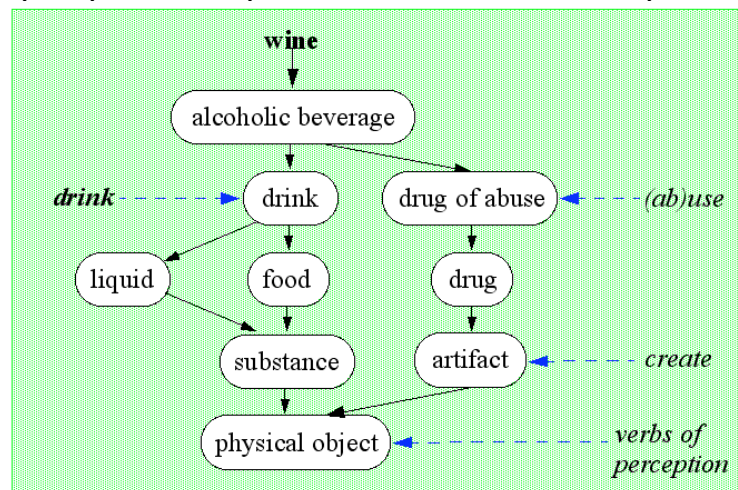 wine
alcoholic beverage
drink
drink
drug of abuse
(ab)use
liquid
food
drug
substance
artifact
create
physical object
verbs of
perception